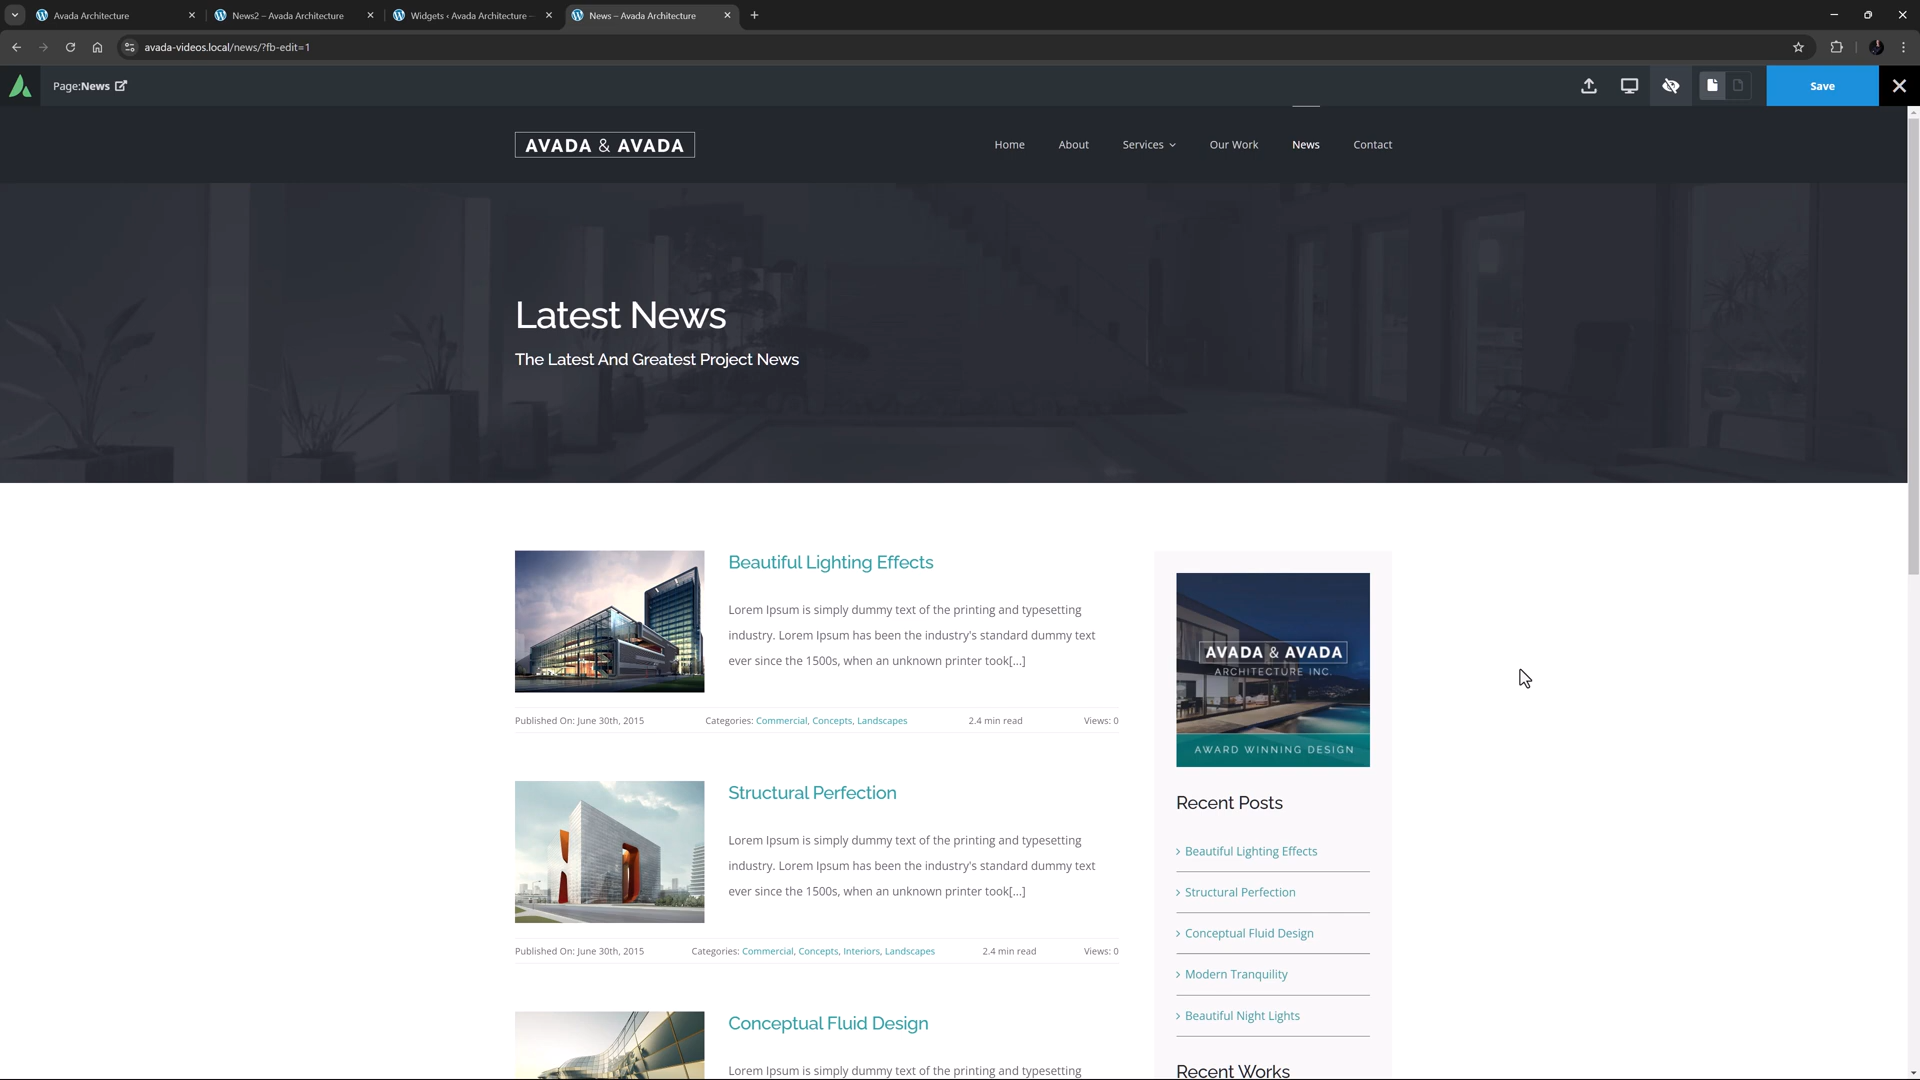 Avada Architecture
News2 – Avada Architecture
Widgets ‹ Avada Architecture —
News – Avada Architecture
avada-videos.local/news/?fb-edit=1
Page:News
Save
AVADA & AVADA
Home
About
Services
Our Work
News
Contact
Latest News
The Latest And Greatest Project News
Beautiful Lighting Effects
Lorem Ipsum is simply dummy text of the printing and typesetting
industry. Lorem Ipsum has been the industry's standard dummy text
ever since the 1500s, when an unknown printer took[...]
Published On: June 30th, 2015
Categories: Commercial, Concepts, Landscapes
2.4 min read
Views: 0
Structural Perfection
Lorem Ipsum is simply dummy text of the printing and typesetting
industry. Lorem Ipsum has been the industry's standard dummy text
ever since the 1500s, when an unknown printer took[...]
Published On: June 30th, 2015
Categories: Commercial, Concepts, Interiors, Landscapes
2.4 min read
Views: 0
Conceptual Fluid Design
Lorem Ipsum is simply dummy text of the printing and typesetting
AVADA & AVADA
ARCHITECTURE INC.
AWARD WINNING DESIGN
Recent Posts
Beautiful Lighting Effects
Structural Perfection
Conceptual Fluid Design
Modern Tranquility
Beautiful Night Lights
Recent Works